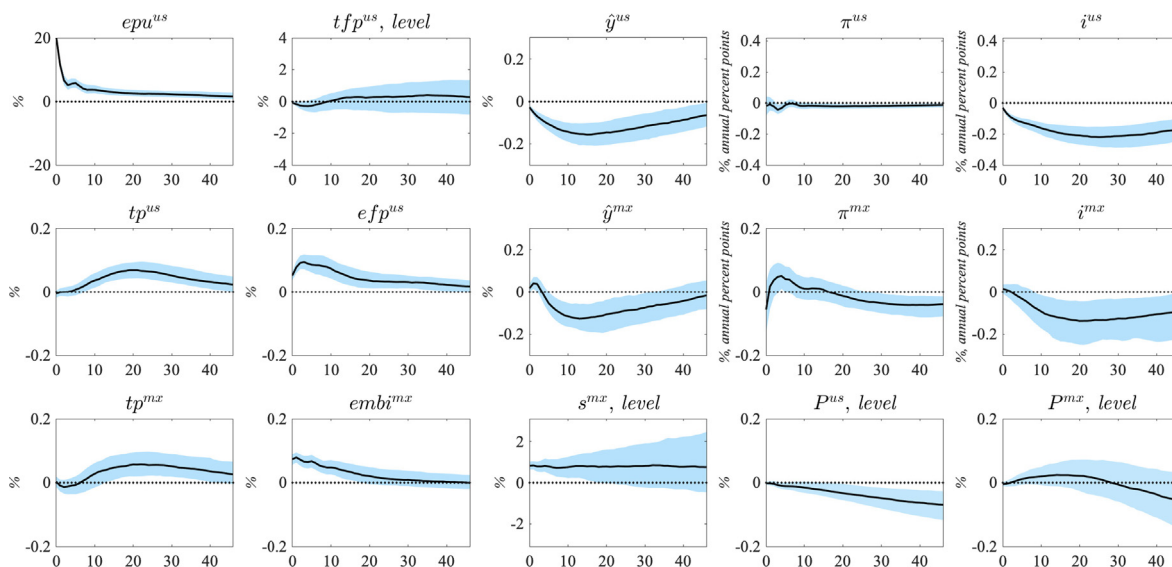 epu^us tfp^us, level ŷ^us π^us i^us
20 4 0.2 0.4 0.4
% % % %, annual percent points %, annual percent points
0 0 0 0.2 0.2
0 0
-0.2 -0.2 -0.2
-20 -4 -0.4 -0.4
0 10 20 30 40 0 10 20 30 40 0 10 20 30 40 0 10 20 30 40 0 10 20 30 40
tp^us efp^us ŷ^mx π^mx i^mx
0.2 0.2 0.2 0.2 0.2
% % % %, annual percent points %, annual percent points
0 0 0 0 0
-0.2 -0.2
-0.2 -0.2 -0.2
0 10 20 30 40 0 10 20 30 40 0 10 20 30 40 0 10 20 30 40 0 10 20 30 40
tp^mx embi^mx s^mx, level P^us, level P^mx, level
0.2 0.2 2 0.2 0.2
% % % % %
0 0 0 0 0
-0.2 -0.2 -2 -0.2 -0.2
0 10 20 30 40 0 10 20 30 40 0 10 20 30 40 0 10 20 30 40 0 10 20 30 40